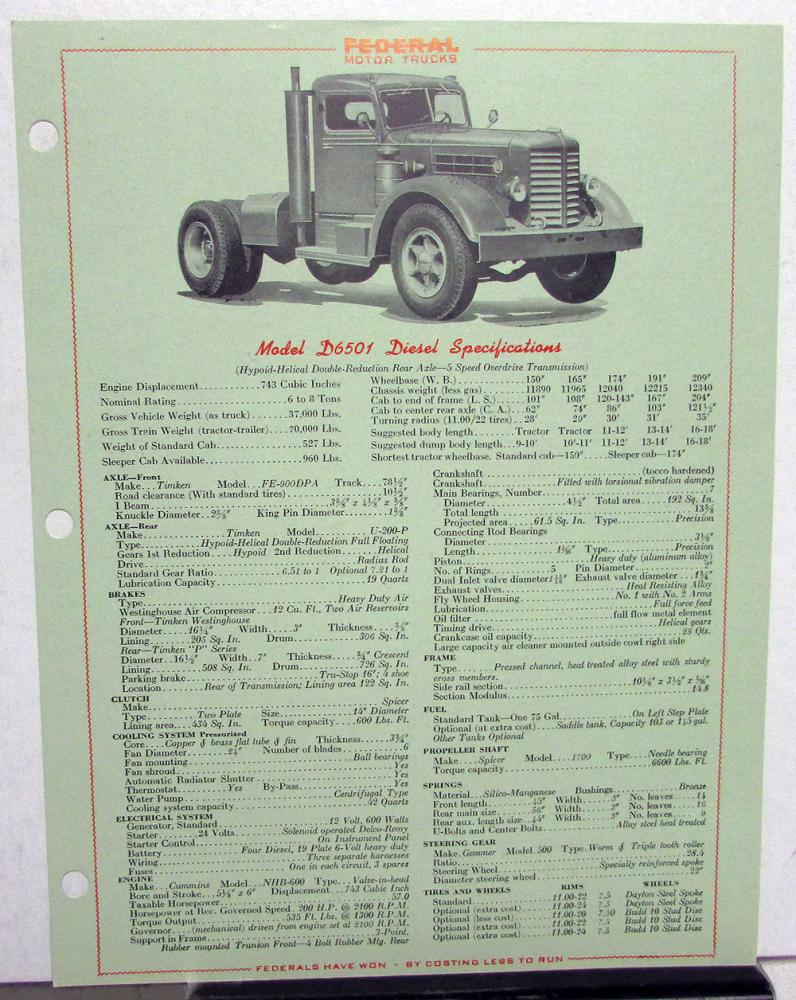 FEDERAL
MOTOR TRUCKS
Model D6501 Diesel Specifications
(Hypoid-Helical Double-Reduction Rear Axle—5 Speed Overdrive Transmission)
Engine Displacement..........743 Cubic Inches
Nominal Rating..........6 to 8 Tons
Gross Vehicle Weight (as truck)....37,000 Lbs.
Gross Train Weight (tractor-trailer)....70,000 Lbs.
Weight of Standard Cab..........527 Lbs.
Sleeper Cab Available..........960 Lbs.
Wheelbase (W. B.)..........150" 165" 174" 191" 209"
Chassis weight (less gas)..........11890 11965 12040 12215 12340
Cab to end of frame (L. S.)....101" 108" 120-143" 167" 204"
Cab to center rear axle (C. A.)...62" 74" 86" 103" 121½"
Turning radius (11.00/22 tires)..28' 29" 30' 31' 35'
Suggested body length........Tractor Tractor 11-12' 13-14' 16-18'
Suggested dump body length...9-10' 10'-11' 11-12' 13-14' 16-18'
Shortest tractor wheelbase. Standard cab—150".....Sleeper cab—174"
AXLE—Front
Make....Timken Model....FE-900DPA Track....78½"
Road clearance (With standard tires)..........10½"
I Beam..........
Knuckle Diameter.. King Pin Diameter..........
AXLE—Rear
Make..........Timken Model..........U-200-P
Type......Hypoid-Helical Double-Reduction Full Floating
Gears 1st Reduction....Hypoid 2nd Reduction......Helical
Drive..........Radius Rod
Standard Gear Ratio......6.51 to 1 Optional 7.21 to 1
Lubrication Capacity..........19 Quarts
BRAKES
Type..........Heavy Duty Air
Westinghouse Air Compressor...12 Cu. Ft., Two Air Reservoirs
Front—Timken Westinghouse
Diameter......16¼" Width....3" Thickness......
Lining......205 Sq. In. Drum..........306 Sq. In.
Rear—Timken "P" Series
Diameter..16½" Width..7" Thickness.....¾" Crescent
Lining..........508 Sq. In. Drum..........726 Sq. In.
Parking brake..........Tru-Stop 16"; 4 shoe
Location......Rear of Transmission; Lining area 122 Sq. In.
CLUTCH
Make..........Spicer
Type..........Two Plate Size..........14" Diameter
Lining area....434 Sq. In. Torque capacity....600 Lbs. Ft.
COOLING SYSTEM Pressurized
Core....Copper & brass flat tube & fin Thickness....3¾"
Fan Diameter..........24" Number of blades..........6
Fan mounting..........Ball bearings
Fan shroud..........Yes
Automatic Radiator Shutter..........Yes
Thermostat..........Yes By-Pass..........Yes
Water Pump..........Centrifugal Type
Cooling system capacity..........42 Quarts
ELECTRICAL SYSTEM
Generator, Standard..........12 Volt, 600 Watts
Starter..........24 Volts Solenoid operated Delco-Remy
Starter Control..........On Instrument Panel
Battery..........Four Diesel, 19 Plate 6-Volt heavy duty
Wiring..........Three separate harnesses
Fuses..........One in each circuit, 3 spares
ENGINE
Make...Cummins Model...NHB-600 Type....Valve-in-head
Bore and Stroke...5⅛" x 6" Displacement...743 Cubic Inch
Taxable Horsepower..........57.0
Horsepower at Rec. Governed Speed. 200 H.P. @ 2100 R.P.M.
Torque Output..........535 Ft. Lbs. @ 1300 R.P.M.
Governor....(mechanical) driven from engine set at 2100 R.P.M.
Support in Frame..........3-Point,
Rubber mounted Trunion Front—4 Bolt Rubber Mtg. Rear
Crankshaft..........(tocco hardened)
Crankshaft..........Fitted with torsional vibration damper
Main Bearings, Number..........7
Diameter..........4½" Total area....192 Sq. In.
Total length..........
Projected area....61.5 Sq. In. Type..........Precision
Connecting Rod Bearings
Diameter..........3⅛"
Length.......... Type..........Precision
Piston..........Heavy duty (aluminum alloy)
No. of Rings..........5 Pin Diameter..........2"
Dual Inlet valve diameter Exhaust valve diameter...1¾"
Exhaust valves..........Heat Resisting Alloy
Fly Wheel Housing..........No. 1 with No. 2 Arms
Lubrication..........Full force feed
Oil filter..........full flow metal element
Timing drive..........Helical gears
Crankcase oil capacity..........28 Qts.
Large capacity air cleaner mounted outside cowl right side
FRAME
Type......Pressed channel, heat treated alloy steel with sturdy
cross members.
Side rail section..........10⅛" x 3½" x
Section Modulus..........14.8
FUEL
Standard Tank—One 75 Gal..........On Left Step Plate
Optional (at extra cost)....Saddle tank, Capacity 103 or 145 gal.
Other Tanks Optional
PROPELLER SHAFT
Make....Spicer Model....1700 Type....Needle bearing
Torque capacity..........6600 Lbs. Ft.
SPRINGS
Material...Silico-Manganese Bushings..........Bronze
Front length..........45" Width....3" No. leaves....14
Rear main size..........56" Width....3" No. leaves....16
Rear aux. length size...44" Width....3" No. leaves....9
U-Bolts and Center Bolts..........Alloy steel heat treated
STEERING GEAR
Make.Gemmer Model.500 Type.Worm & Triple tooth roller
Ratio..........28.4
Steering Wheel..........Specially reinforced spoke
Diameter steering wheel..........22"
TIRES AND WHEELS RIMS WHEELS
Standard..........11.00-22 7.5 Dayton Steel Spoke
Optional (extra cost)..........11.00-24 7.5 Dayton Steel Spoke
Optional (less cost)..........11.00-20 7.50 Budd 10 Stud Disc
Optional (extra cost)..........11.00-22 7.5 Budd 10 Stud Disc
Optional (extra cost)..........11.00-24 7.5 Budd 10 Stud Disc
FEDERALS HAVE WON - BY COSTING LESS TO RUN